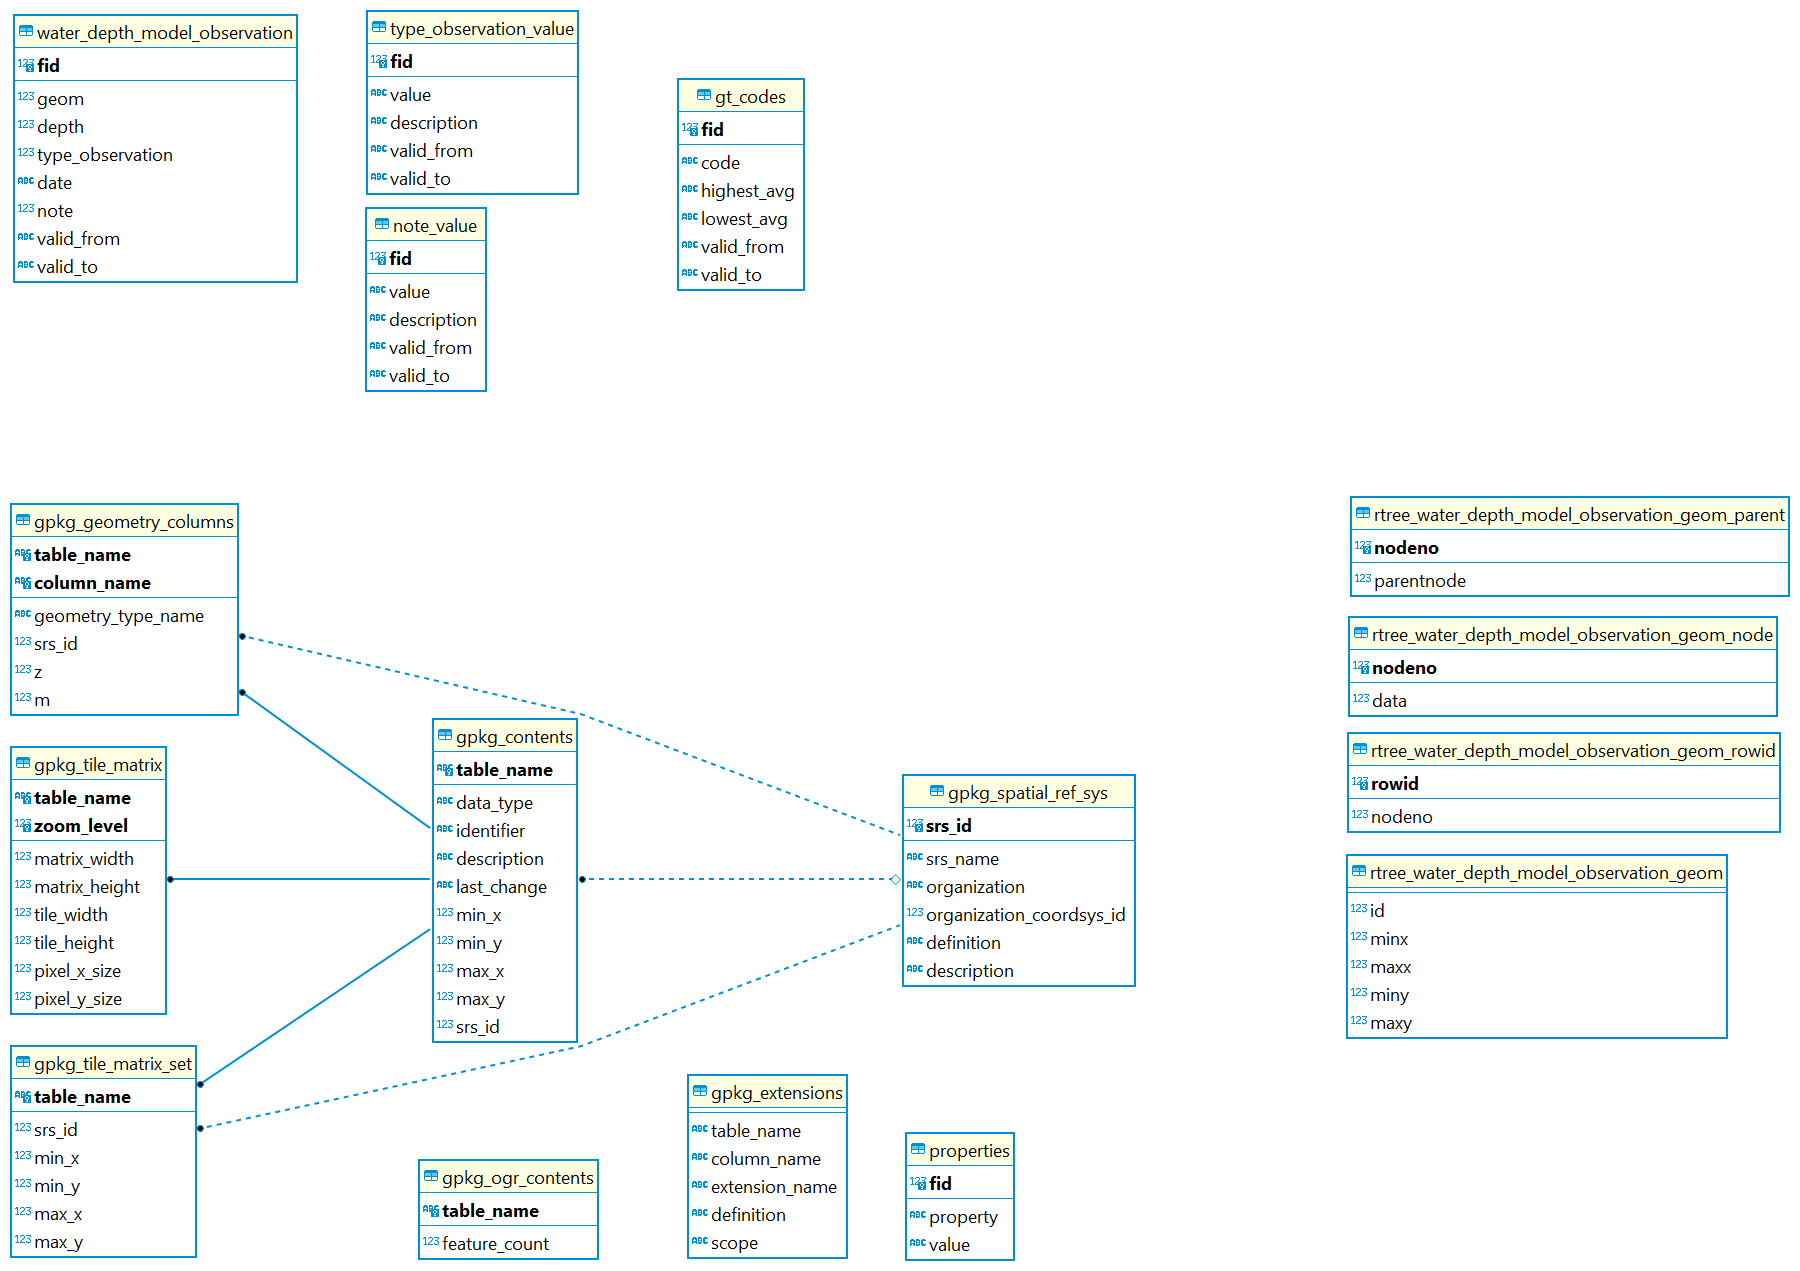 water_depth_model_observation
fid
geom
depth
type_observation
date
note
valid_from
valid_to
type_observation_value
fid
value
description
valid_from
valid_to
note_value
fid
value
description
valid_from
valid_to
gt_codes
fid
code
highest_avg
lowest_avg
valid_from
valid_to
gpkg_geometry_columns
table_name
column_name
geometry_type_name
srs_id
z
m
gpkg_tile_matrix
table_name
zoom_level
matrix_width
matrix_height
tile_width
tile_height
pixel_x_size
pixel_y_size
gpkg_tile_matrix_set
table_name
srs_id
min_x
min_y
max_x
max_y
gpkg_contents
table_name
data_type
identifier
description
last_change
min_x
min_y
max_x
max_y
srs_id
gpkg_ogr_contents
table_name
feature_count
gpkg_spatial_ref_sys
srs_id
srs_name
organization
organization_coordsys_id
definition
description
gpkg_extensions
table_name
column_name
extension_name
definition
scope
properties
fid
property
value
rtree_water_depth_model_observation_geom_parent
nodeno
parentnode
rtree_water_depth_model_observation_geom_node
nodeno
data
rtree_water_depth_model_observation_geom_rowid
rowid
nodeno
rtree_water_depth_model_observation_geom
id
minx
maxx
miny
maxy